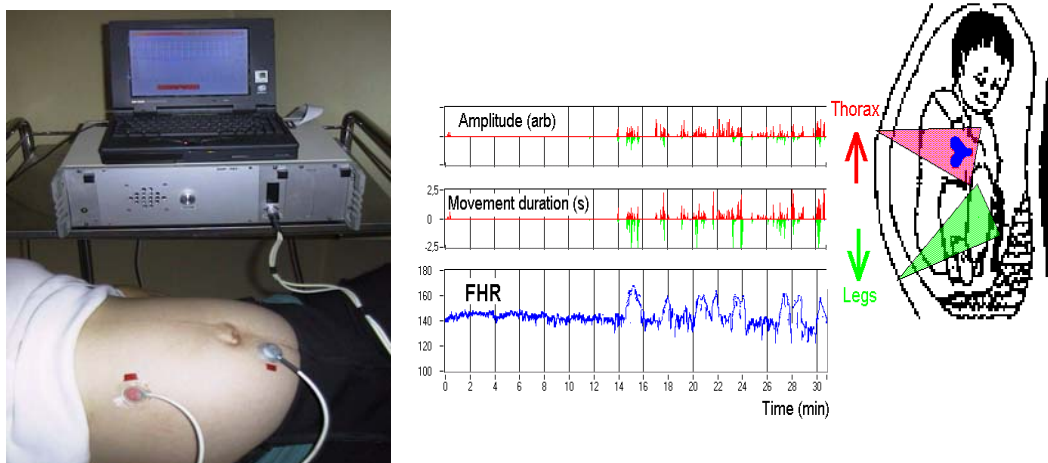 Amplitude (arb)
Thorax
Movement duration (s)
2.5
0
-2.5
Legs
FHR
180
160
140
120
100
0 2 4 6 8 10 12 14 16 18 20 22 24 26 28 30
Time (min)